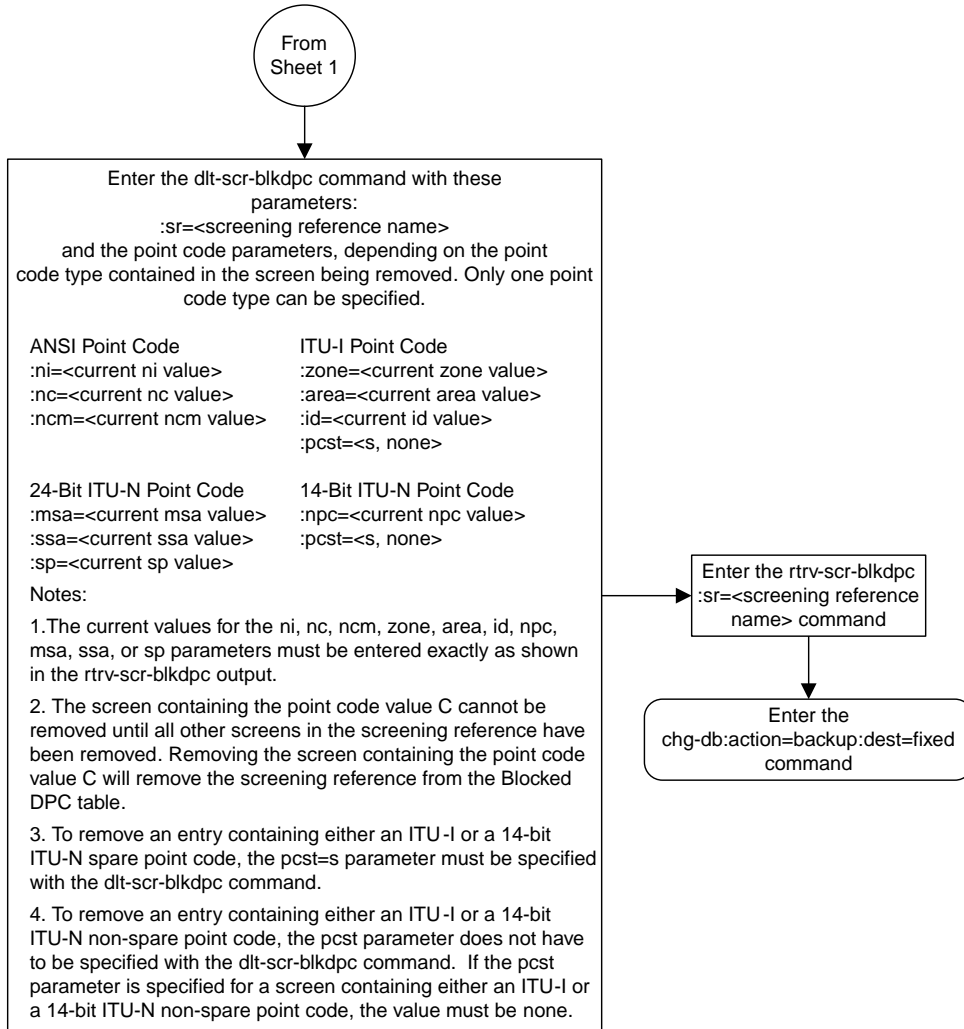 From
Sheet 1
Enter the dlt-scr-blkdpc command with these
parameters:
:sr=<screening reference name>
and the point code parameters, depending on the point
code type contained in the screen being removed. Only one point
code type can be specified.
ANSI Point Code
:ni=<current ni value>
:nc=<current nc value>
:ncm=<current ncm value>
ITU-I Point Code
:zone=<current zone value>
:area=<current area value>
:id=<current id value>
:pcst=<s, none>
24-Bit ITU-N Point Code
:msa=<current msa value>
:ssa=<current ssa value>
:sp=<current sp value>
14-Bit ITU-N Point Code
:npc=<current npc value>
:pcst=<s, none>
Notes:
1.The current values for the ni, nc, ncm, zone, area, id, npc,
msa, ssa, or sp parameters must be entered exactly as shown
in the rtrv-scr-blkdpc output.
2. The screen containing the point code value C cannot be
removed until all other screens in the screening reference have
been removed. Removing the screen containing the point code
value C will remove the screening reference from the Blocked
DPC table.
3. To remove an entry containing either an ITU-I or a 14-bit
ITU-N spare point code, the pcst=s parameter must be specified
with the dlt-scr-blkdpc command.
4. To remove an entry containing either an ITU-I or a 14-bit
ITU-N non-spare point code, the pcst parameter does not have
to be specified with the dlt-scr-blkdpc command.  If the pcst
parameter is specified for a screen containing either an ITU-I or
a 14-bit ITU-N non-spare point code, the value must be none.
Enter the rtrv-scr-blkdpc
:sr=<screening reference
name> command
Enter the
chg-db:action=backup:dest=fixed
command